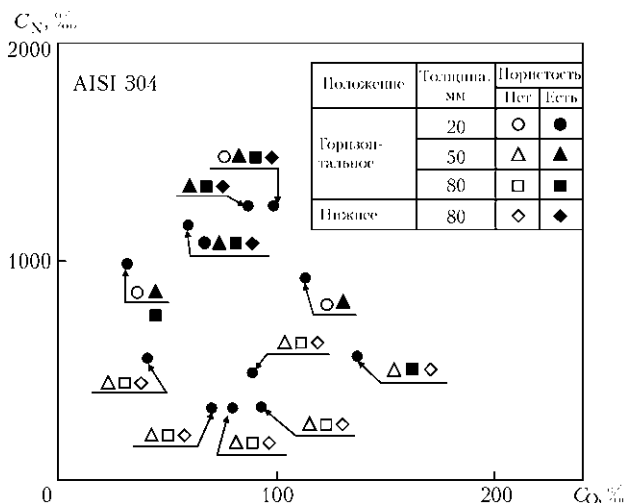 C_N, ‰
2000
AISI 304
Положение
Толщина, мм
Пористость
Нет
Есть
Горизон-
тальное
20
50
80
Нижнее
80
1000
0
100
200
C_O, ‰